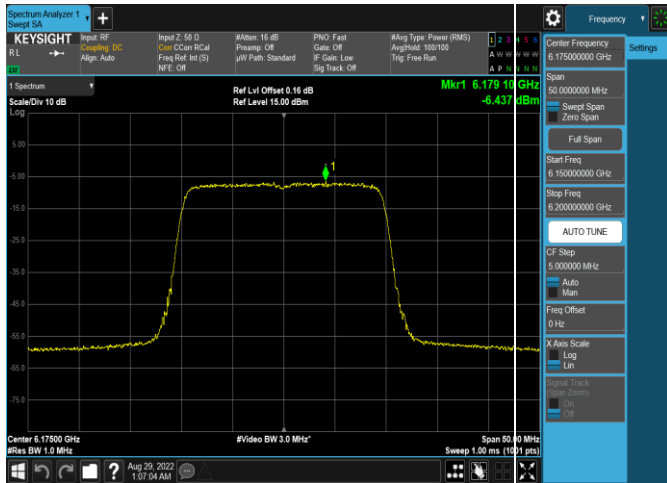 Spectrum Analyzer 1
Swept SA
Frequency
KEYSIGHT
R L
Input: RF
Coupling: DC
Align: Auto
Input Z: 50 Ω
Corr CCorr RCal
Freq Ref: Int (S)
NFE: Off
#Atten: 16 dB
Preamp: Off
µW Path: Standard
PNO: Fast
Gate: Off
IF Gain: Low
Sig Track: Off
#Avg Type: Power (RMS)
Avg|Hold: 100/100
Trig: Free Run
1 2 3 4 5 6
A W W W W W
A P N N N N
1 Spectrum
Scale/Div 10 dB
Log
Ref Lvl Offset 0.16 dB
Ref Level 15.00 dBm
Mkr1 6.179 10 GHz
-6.437 dBm
5.00
-5.00
-15.0
-25.0
-35.0
-45.0
-55.0
-65.0
-75.0
1
Center 6.17500 GHz
#Res BW 1.0 MHz
#Video BW 3.0 MHz*
Span 50.00 MHz
Sweep 1.00 ms (1001 pts)
Aug 29, 2022
1:07:04 AM
Center Frequency
6.175000000 GHz
Settings
Span
50.0000000 MHz
Swept Span
Zero Span
Full Span
Start Freq
6.150000000 GHz
Stop Freq
6.200000000 GHz
AUTO TUNE
CF Step
5.000000 MHz
Auto
Man
Freq Offset
0 Hz
X Axis Scale
Log
Lin
Signal Track
(Span Zoom)
On
Off